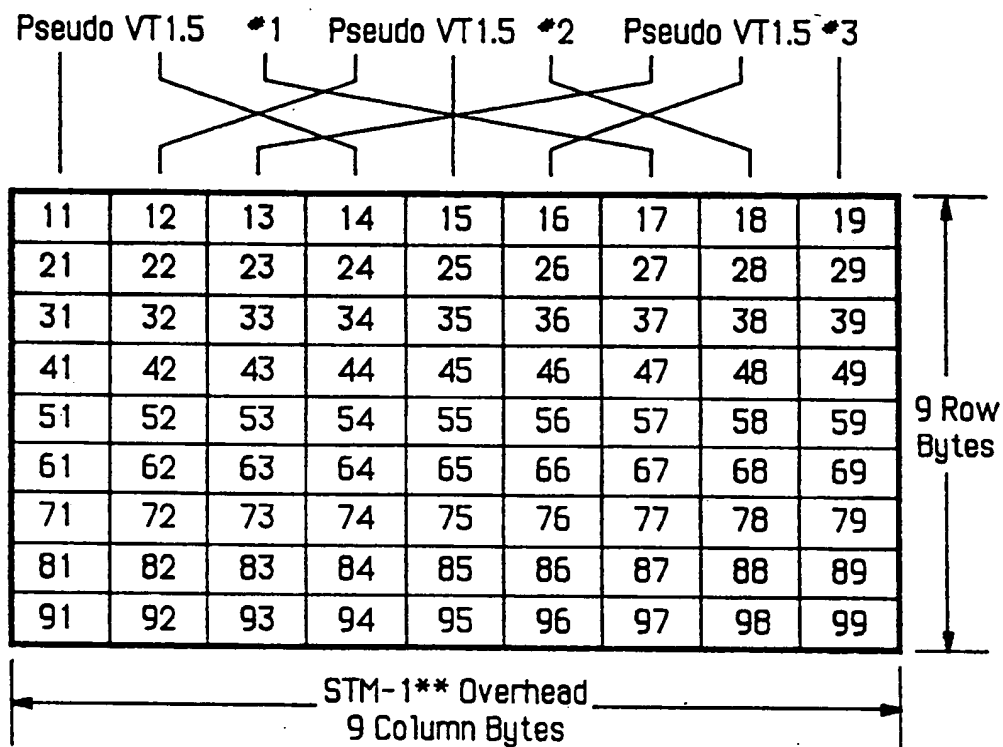 Pseudo VT1.5 #1 Pseudo VT1.5 #2 Pseudo VT1.5 #3
11 12 13 14 15 16 17 18 19
21 22 23 24 25 26 27 28 29
31 32 33 34 35 36 37 38 39
41 42 43 44 45 46 47 48 49
51 52 53 54 55 56 57 58 59
61 62 63 64 65 66 67 68 69
71 72 73 74 75 76 77 78 79
81 82 83 84 85 86 87 88 89
91 92 93 94 95 96 97 98 99
9 Row
Bytes
STM-1** Overhead
9 Column Bytes